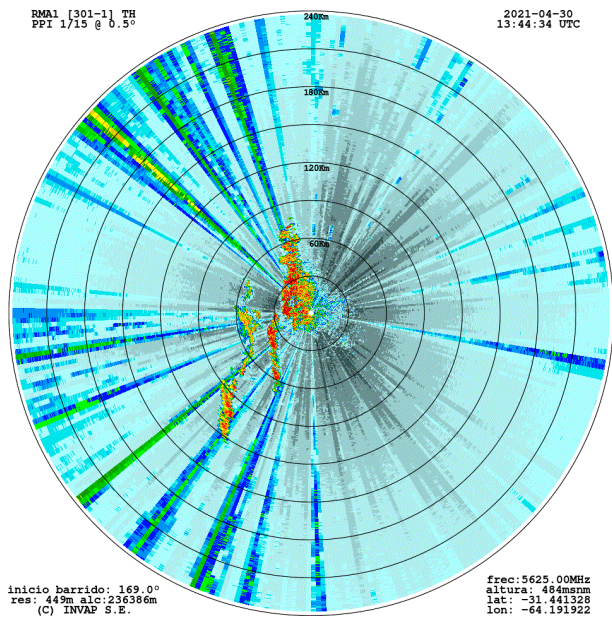 RMA1 [301-1] TH
PPI 1/15 @ 0.5º
2021-04-30
13:44:34 UTC
240Km
180Km
120Km
60Km
inicio barrido: 169.0º
res: 449m alc:236386m
(C) INVAP S.E.
frec:5625.00MHz
altura: 484msnm
lat: -31.441328
lon: -64.191922